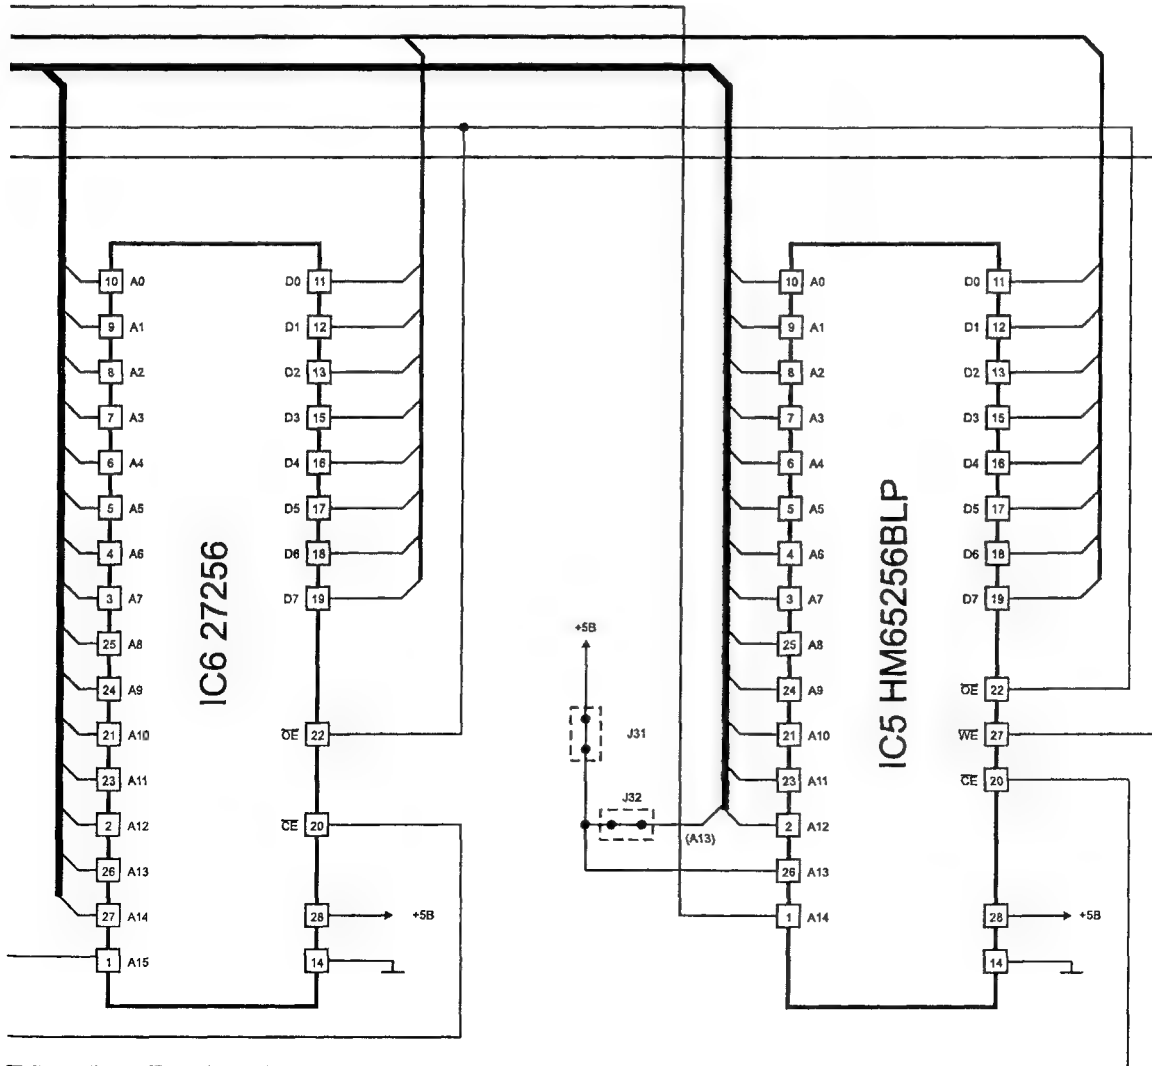 10 A0 D0 11
9 A1 D1 12
8 A2 D2 13
7 A3 D3 15
6 A4 D4 16
5 A5 D5 17
4 A6 D6 18
3 A7 D7 19
25 A8
24 A9
21 A10 OE 22
23 A11
2 A12 CE 20
26 A13
27 A14 28 +5B
1 A15 14
IC6 27256
+5B
J31
J32
(A13)
10 A0 D0 11
9 A1 D1 12
8 A2 D2 13
7 A3 D3 15
6 A4 D4 16
5 A5 D5 17
4 A6 D6 18
3 A7 D7 19
25 A8
24 A9 OE 22
21 A10 WE 27
23 A11 CE 20
2 A12
26 A13
1 A14 28 +5B
14
IC5 HM65256BLP